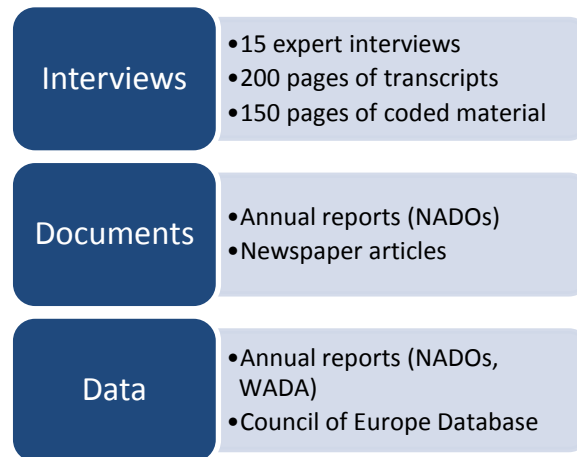 Interviews
•15 expert interviews
•200 pages of transcripts
•150 pages of coded material
Documents
•Annual reports (NADOs)
•Newspaper articles
Data
•Annual reports (NADOs,
WADA)
•Council of Europe Database